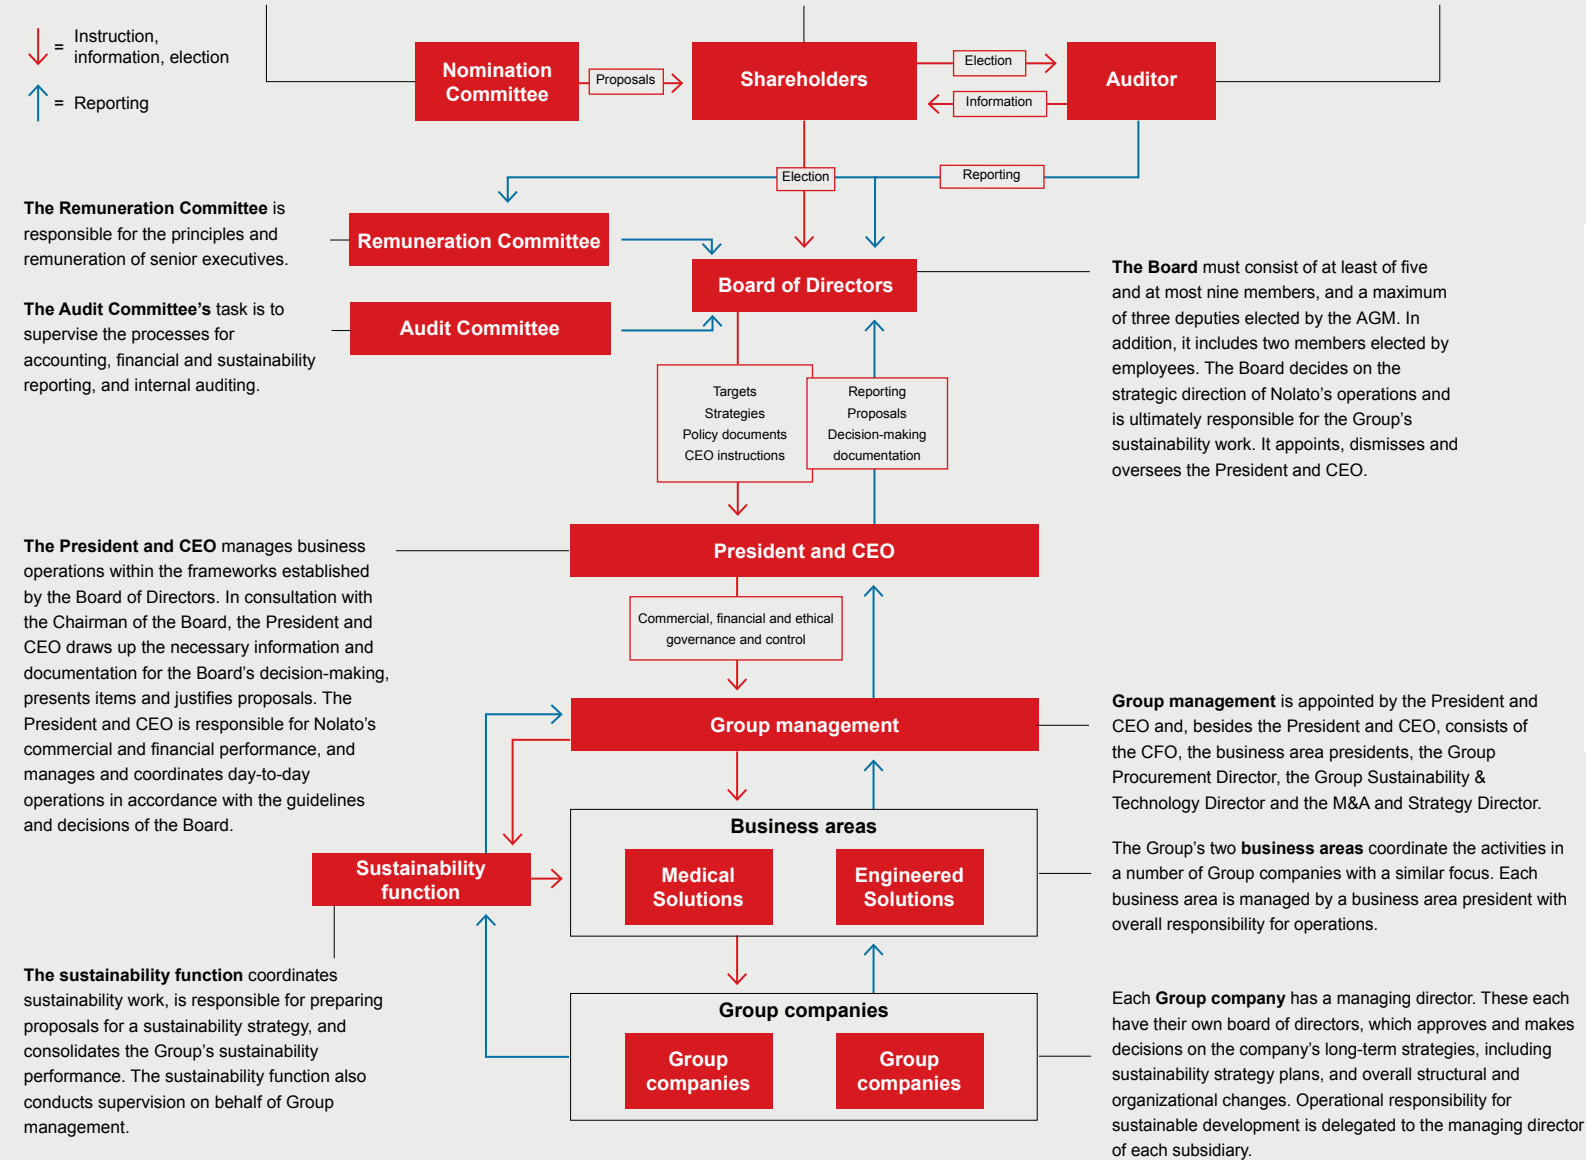 = Instruction,
information, election
= Reporting
Nomination
Committee
Proposals
Shareholders
Election
Information
Auditor
Election
Reporting
The Remuneration Committee is
responsible for the principles and
remuneration of senior executives.
Remuneration Committee
The Audit Committee’s task is to
supervise the processes for
accounting, financial and sustainability
reporting, and internal auditing.
Audit Committee
Board of Directors
The Board must consist of at least of five
and at most nine members, and a maximum
of three deputies elected by the AGM. In
addition, it includes two members elected by
employees. The Board decides on the
strategic direction of Nolato’s operations and
is ultimately responsible for the Group’s
sustainability work. It appoints, dismisses and
oversees the President and CEO.
Targets
Strategies
Policy documents
CEO instructions
Reporting
Proposals
Decision-making
documentation
The President and CEO manages business
operations within the frameworks established
by the Board of Directors. In consultation with
the Chairman of the Board, the President and
CEO draws up the necessary information and
documentation for the Board’s decision-making,
presents items and justifies proposals. The
President and CEO is responsible for Nolato’s
commercial and financial performance, and
manages and coordinates day-to-day
operations in accordance with the guidelines
and decisions of the Board.
President and CEO
Commercial, financial and ethical
governance and control
Group management
Group management is appointed by the President and
CEO and, besides the President and CEO, consists of
the CFO, the business area presidents, the Group
Procurement Director, the Group Sustainability &
Technology Director and the M&A and Strategy Director.
Business areas
Medical
Solutions
Engineered
Solutions
The Group’s two business areas coordinate the activities in
a number of Group companies with a similar focus. Each
business area is managed by a business area president with
overall responsibility for operations.
Sustainability
function
The sustainability function coordinates
sustainability work, is responsible for preparing
proposals for a sustainability strategy, and
consolidates the Group’s sustainability
performance. The sustainability function also
conducts supervision on behalf of Group
management.
Group companies
Group
companies
Group
companies
Each Group company has a managing director. These each
have their own board of directors, which approves and makes
decisions on the company’s long-term strategies, including
sustainability strategy plans, and overall structural and
organizational changes. Operational responsibility for
sustainable development is delegated to the managing director
of each subsidiary.